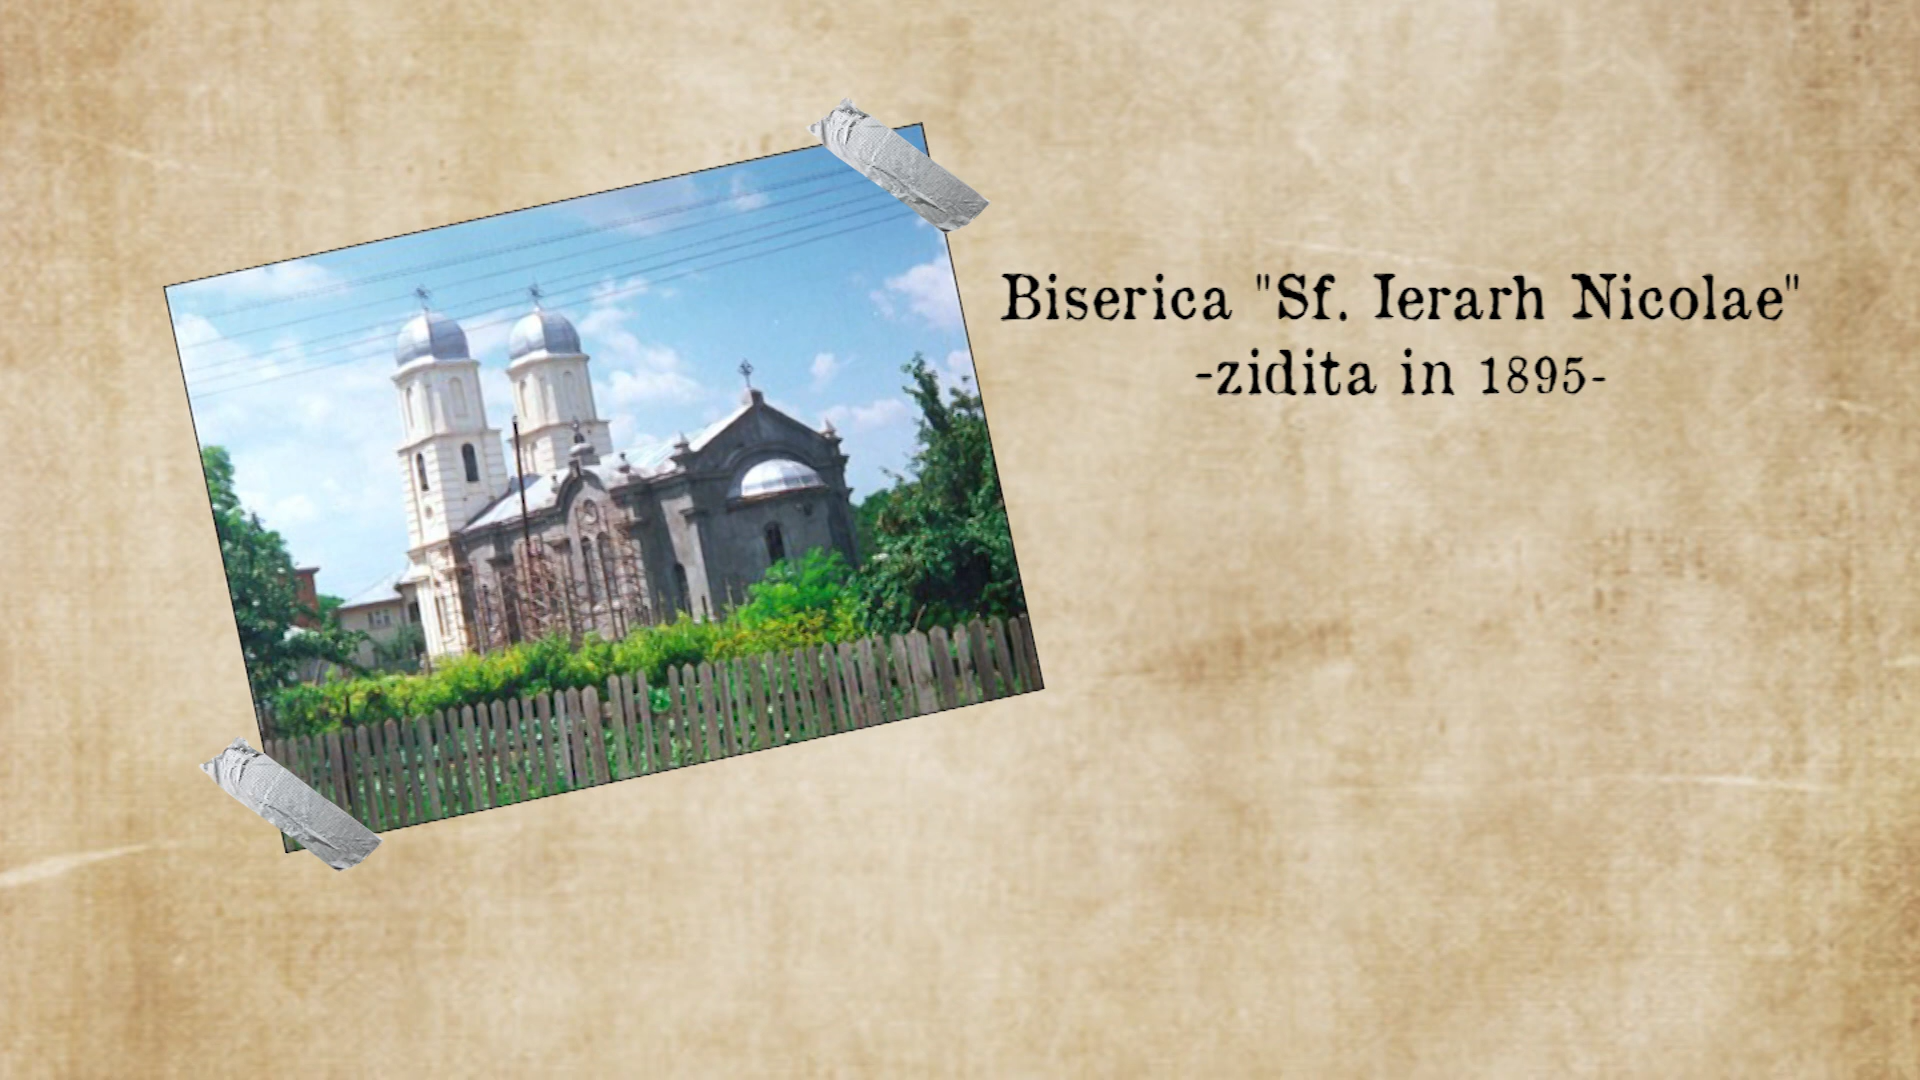 Biserica "Sf. Ierarh Nicolae"
-zidita in 1895-